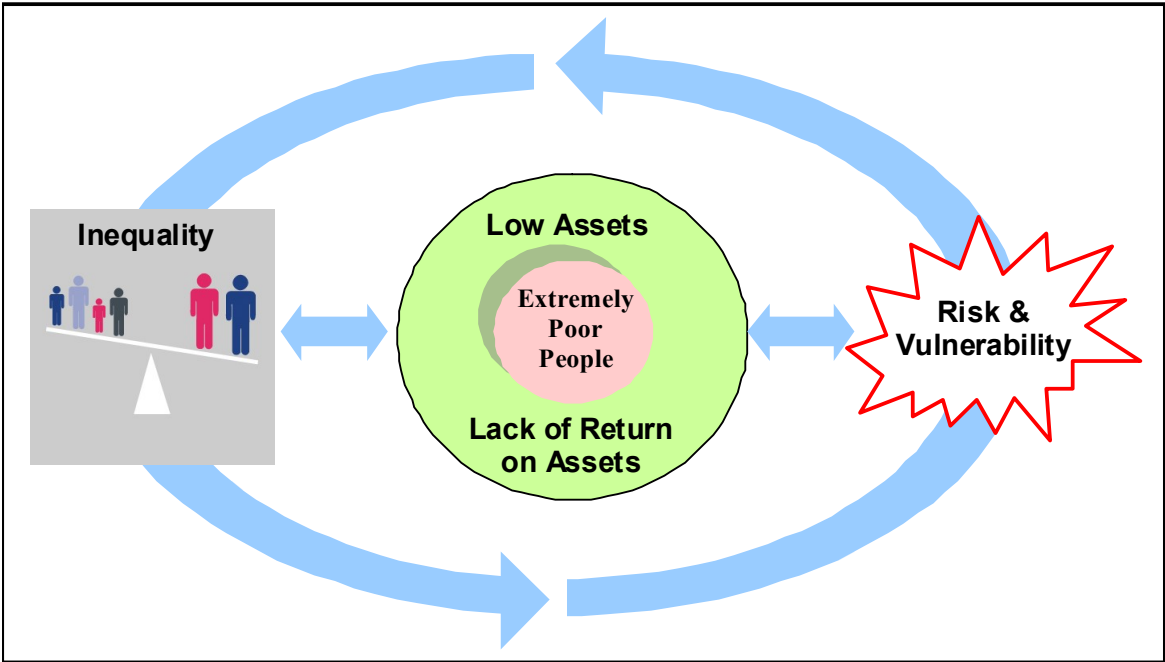 Inequality
Low Assets
Extremely
Poor
People
Lack of Return
on Assets
Risk &
Vulnerability